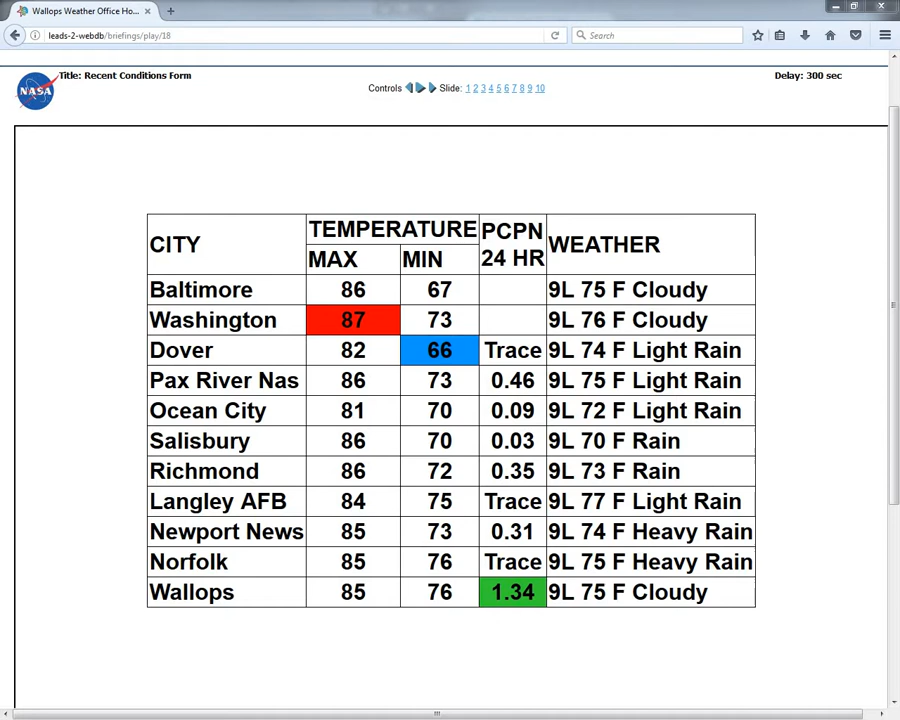 Wallops Weather Office Ho...
leads-2-webdb/briefings/play/18
Search
NASA
Title: Recent Conditions Form
Delay: 300 sec
Controls Slide: 1 2 3 4 5 6 7 8 9 10
CITY TEMPERATURE PCPN 24 HR WEATHER
MAX MIN
Baltimore 86 67 9L 75 F Cloudy
Washington 87 73 9L 76 F Cloudy
Dover 82 66 Trace 9L 74 F Light Rain
Pax River Nas 86 73 0.46 9L 75 F Light Rain
Ocean City 81 70 0.09 9L 72 F Light Rain
Salisbury 86 70 0.03 9L 70 F Rain
Richmond 86 72 0.35 9L 73 F Rain
Langley AFB 84 75 Trace 9L 77 F Light Rain
Newport News 85 73 0.31 9L 74 F Heavy Rain
Norfolk 85 76 Trace 9L 75 F Heavy Rain
Wallops 85 76 1.34 9L 75 F Cloudy